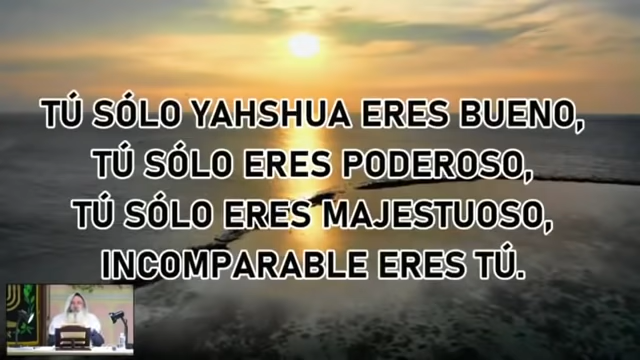 TÚ SÓLO YAHSHUA ERES BUENO,
TÚ SÓLO ERES PODEROSO,
TÚ SÓLO ERES MAJESTUOSO,
INCOMPARABLE ERES TÚ.